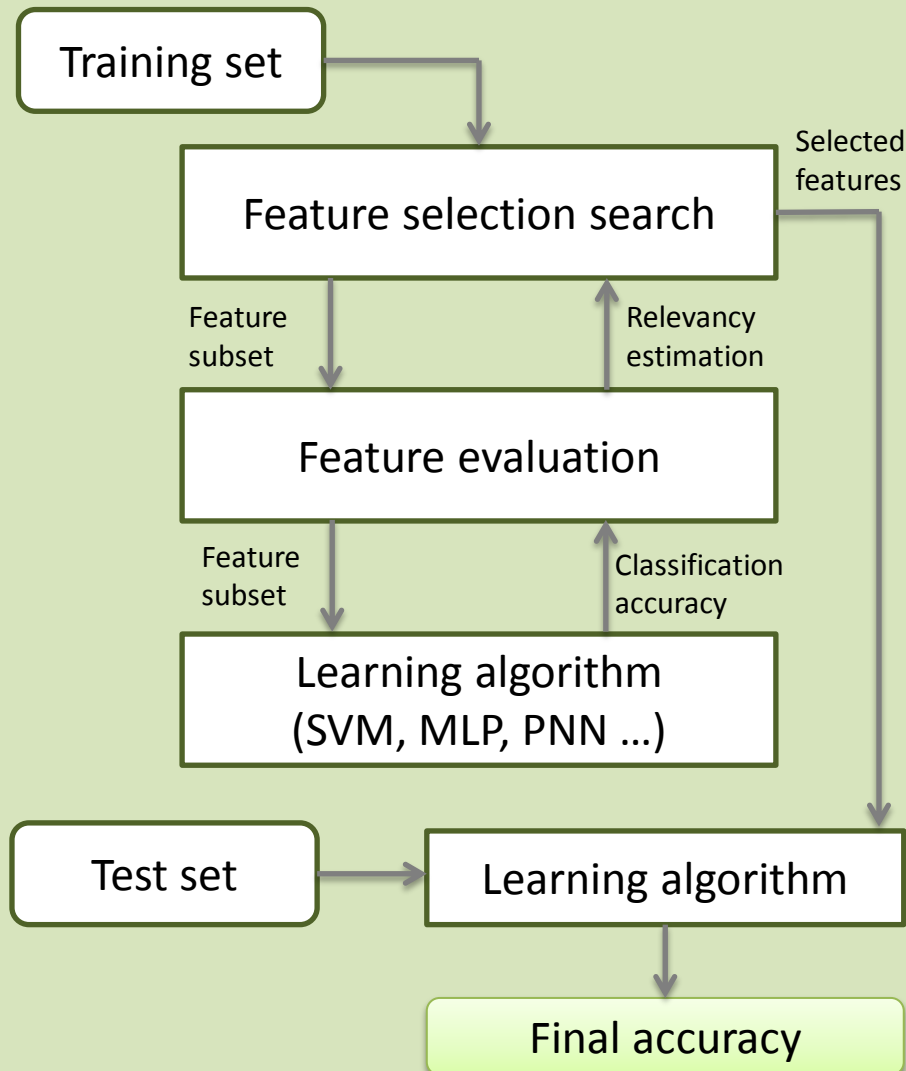 Training set
Selected
features
Feature selection search
Feature
subset
Relevancy
estimation
Feature evaluation
Feature
subset
Classification
accuracy
Learning algorithm
(SVM, MLP, PNN ...)
Test set
Learning algorithm
Final accuracy